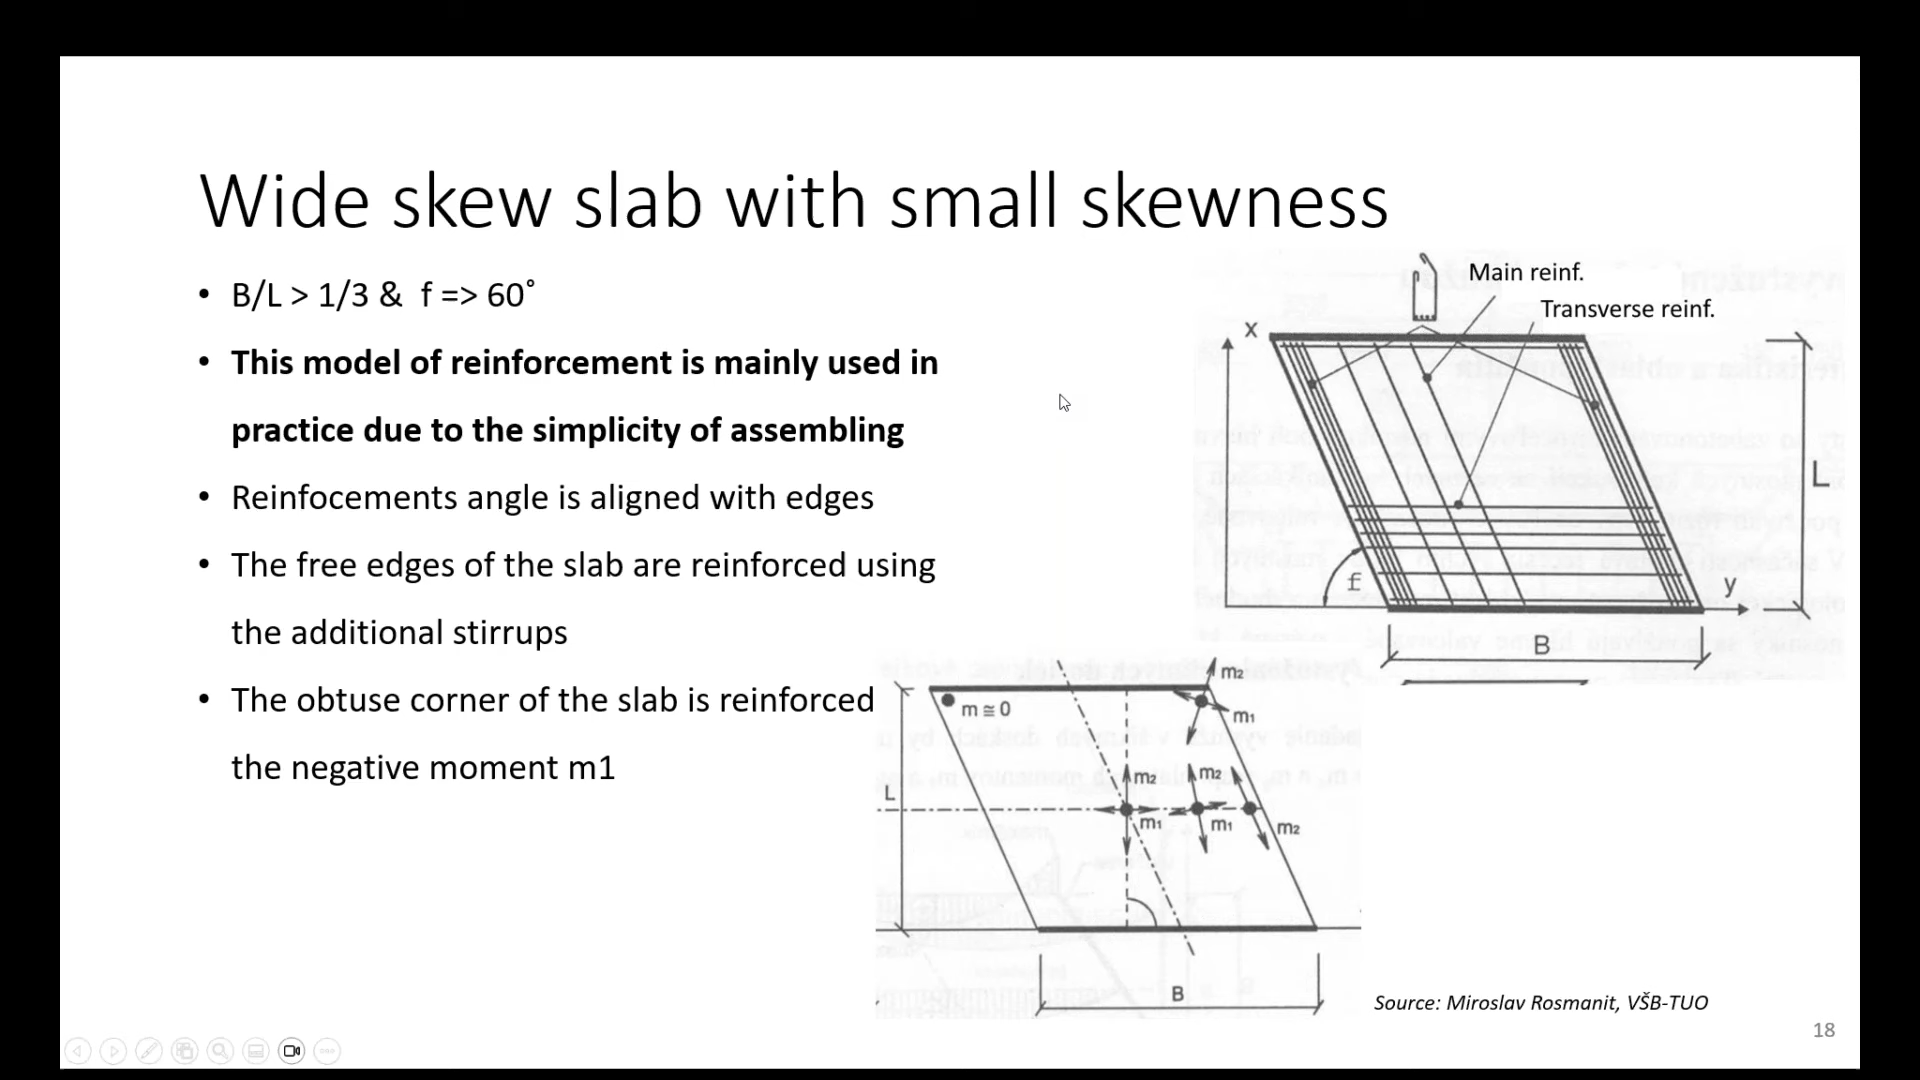 Wide skew slab with small skewness
• B/L > 1/3 & f => 60°
• This model of reinforcement is mainly used in
practice due to the simplicity of assembling
• Reinfocements angle is aligned with edges
• The free edges of the slab are reinforced using
the additional stirrups
• The obtuse corner of the slab is reinforced
the negative moment m1
Main reinf.
Transverse reinf.
x
L
f
y
B
m₂
m ≅ 0
m₁
m₂
m₂
L
m₁
m₁
m₂
B
Source: Miroslav Rosmanit, VŠB-TUO
18